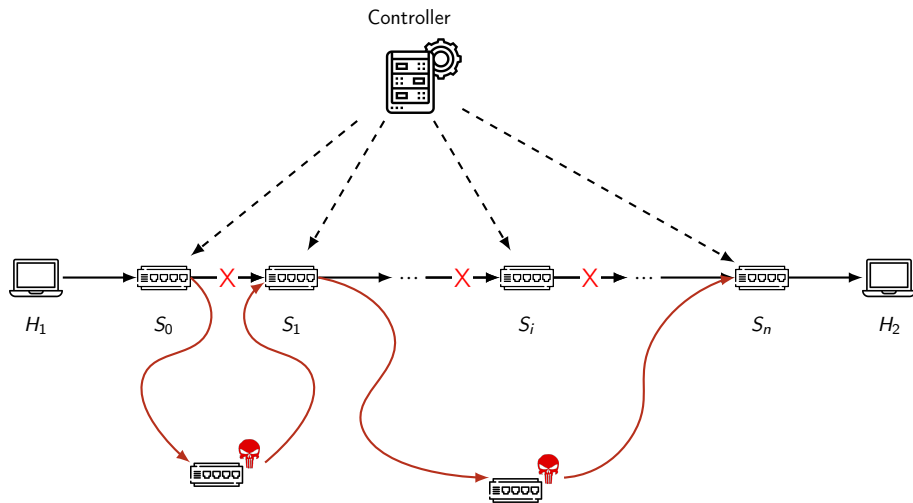 Controller
X X X
... ...
H₁ S₀ S₁ Sᵢ Sₙ H₂